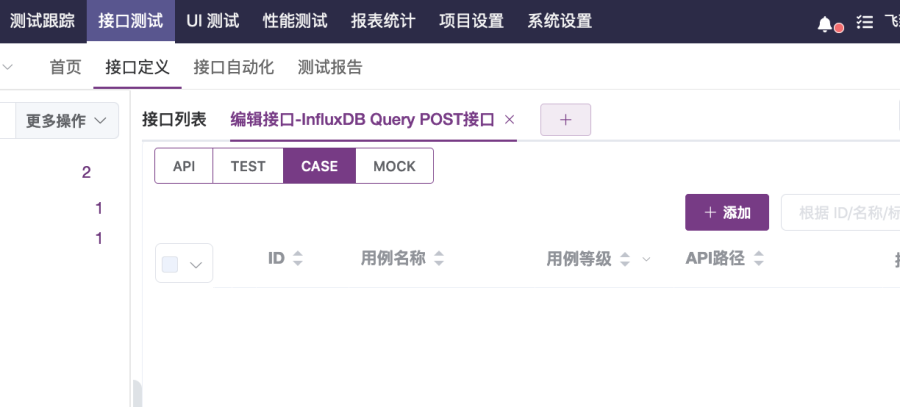 测试跟踪 接口测试 UI 测试 性能测试 报表统计 项目设置 系统设置
首页 接口定义 接口自动化 测试报告
更多操作 接口列表 编辑接口-InfluxDB Query POST接口
API TEST CASE MOCK
2
1
1
添加 根据 ID/名称/标
ID 用例名称 用例等级 API路径